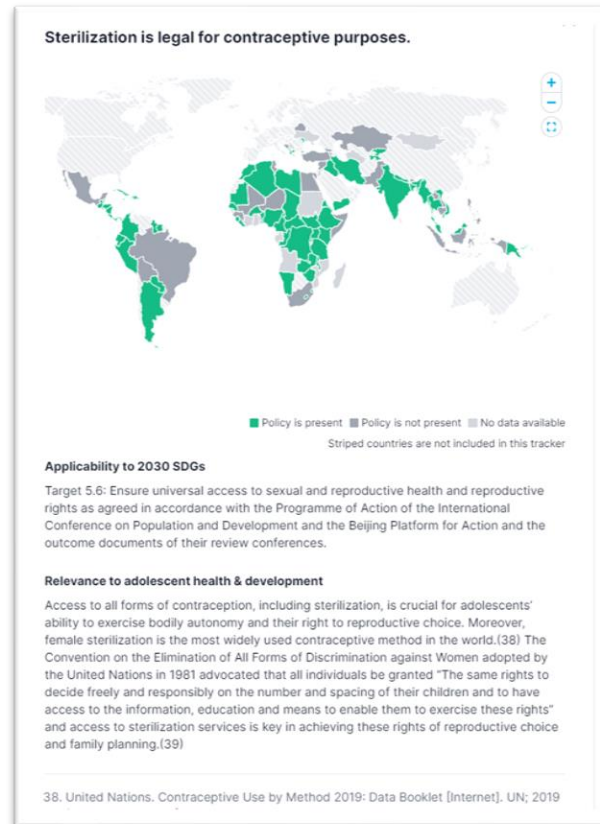 Sterilization is legal for contraceptive purposes.
+
−
Policy is present Policy is not present No data available
Striped countries are not included in this tracker
Applicability to 2030 SDGs
Target 5.6: Ensure universal access to sexual and reproductive health and reproductive
rights as agreed in accordance with the Programme of Action of the International
Conference on Population and Development and the Beijing Platform for Action and the
outcome documents of their review conferences.
Relevance to adolescent health & development
Access to all forms of contraception, including sterilization, is crucial for adolescents'
ability to exercise bodily autonomy and their right to reproductive choice. Moreover,
female sterilization is the most widely used contraceptive method in the world.(38) The
Convention on the Elimination of All Forms of Discrimination against Women adopted by
the United Nations in 1981 advocated that all individuals be granted "The same rights to
decide freely and responsibly on the number and spacing of their children and to have
access to the information, education and means to enable them to exercise these rights"
and access to sterilization services is key in achieving these rights of reproductive choice
and family planning.(39)
38. United Nations. Contraceptive Use by Method 2019: Data Booklet [Internet]. UN; 2019